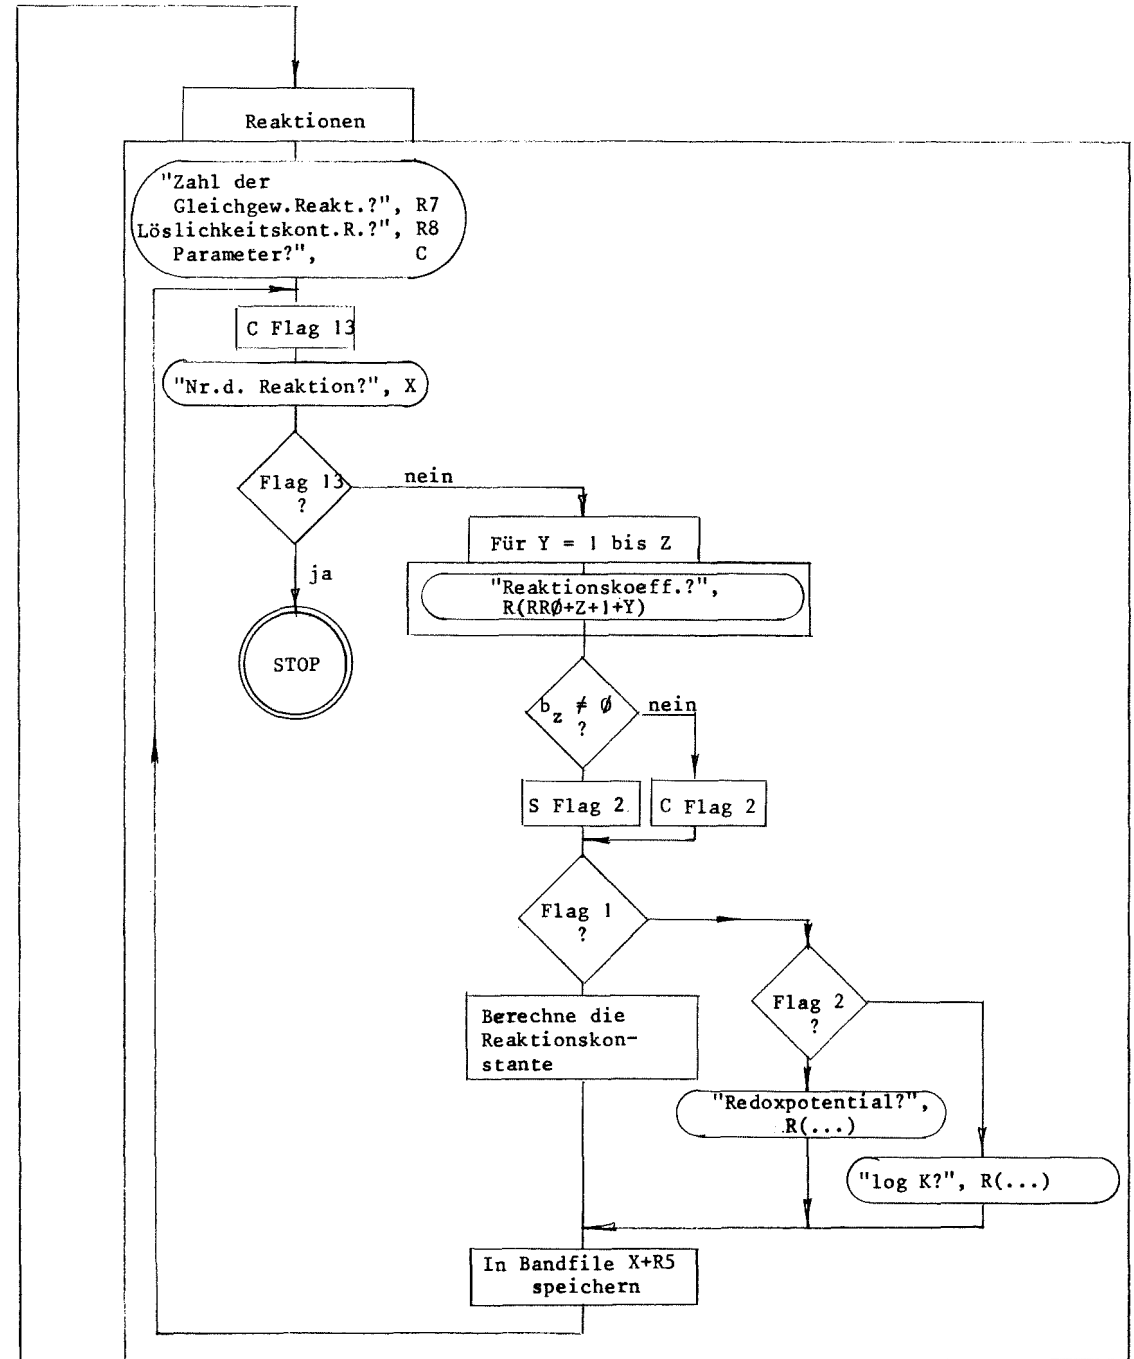 Reaktionen
"Zahl der
Gleichgew.Reakt.?", R7
Löslichkeitskont.R.?", R8
Parameter?", C
C Flag 13
"Nr.d. Reaktion?", X
Flag 13
?
nein
ja
STOP
Für Y = 1 bis Z
"Reaktionskoeff.?",
R(RRØ+Z+1+Y)
b_z ≠ Ø
?
nein
S Flag 2
C Flag 2
Flag 1
?
Flag 2
?
Berechne die
Reaktionskon-
stante
"Redoxpotential?",
R(...)
"log K?", R(...)
In Bandfile X+R5
speichern